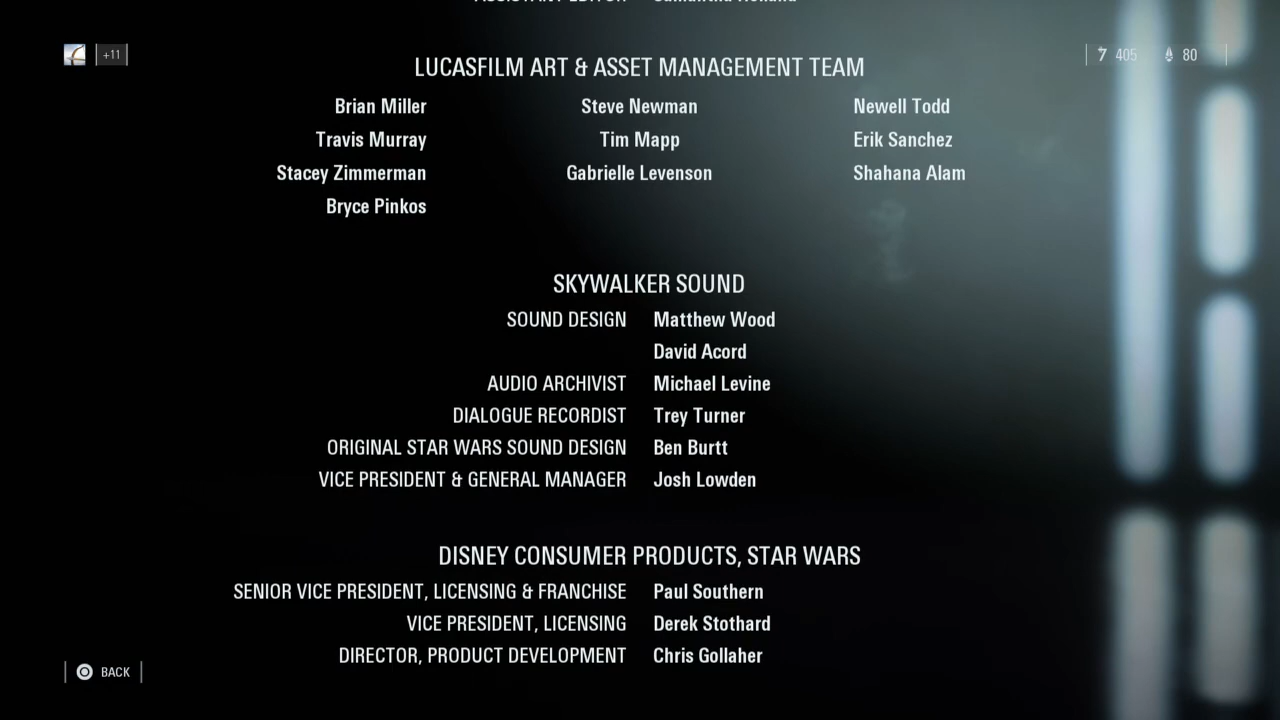 +11
405 80
LUCASFILM ART & ASSET MANAGEMENT TEAM
Brian Miller Steve Newman Newell Todd
Travis Murray Tim Mapp Erik Sanchez
Stacey Zimmerman Gabrielle Levenson Shahana Alam
Bryce Pinkos
SKYWALKER SOUND
SOUND DESIGN Matthew Wood
David Acord
AUDIO ARCHIVIST Michael Levine
DIALOGUE RECORDIST Trey Turner
ORIGINAL STAR WARS SOUND DESIGN Ben Burtt
VICE PRESIDENT & GENERAL MANAGER Josh Lowden
DISNEY CONSUMER PRODUCTS, STAR WARS
SENIOR VICE PRESIDENT, LICENSING & FRANCHISE Paul Southern
VICE PRESIDENT, LICENSING Derek Stothard
DIRECTOR, PRODUCT DEVELOPMENT Chris Gollaher
BACK